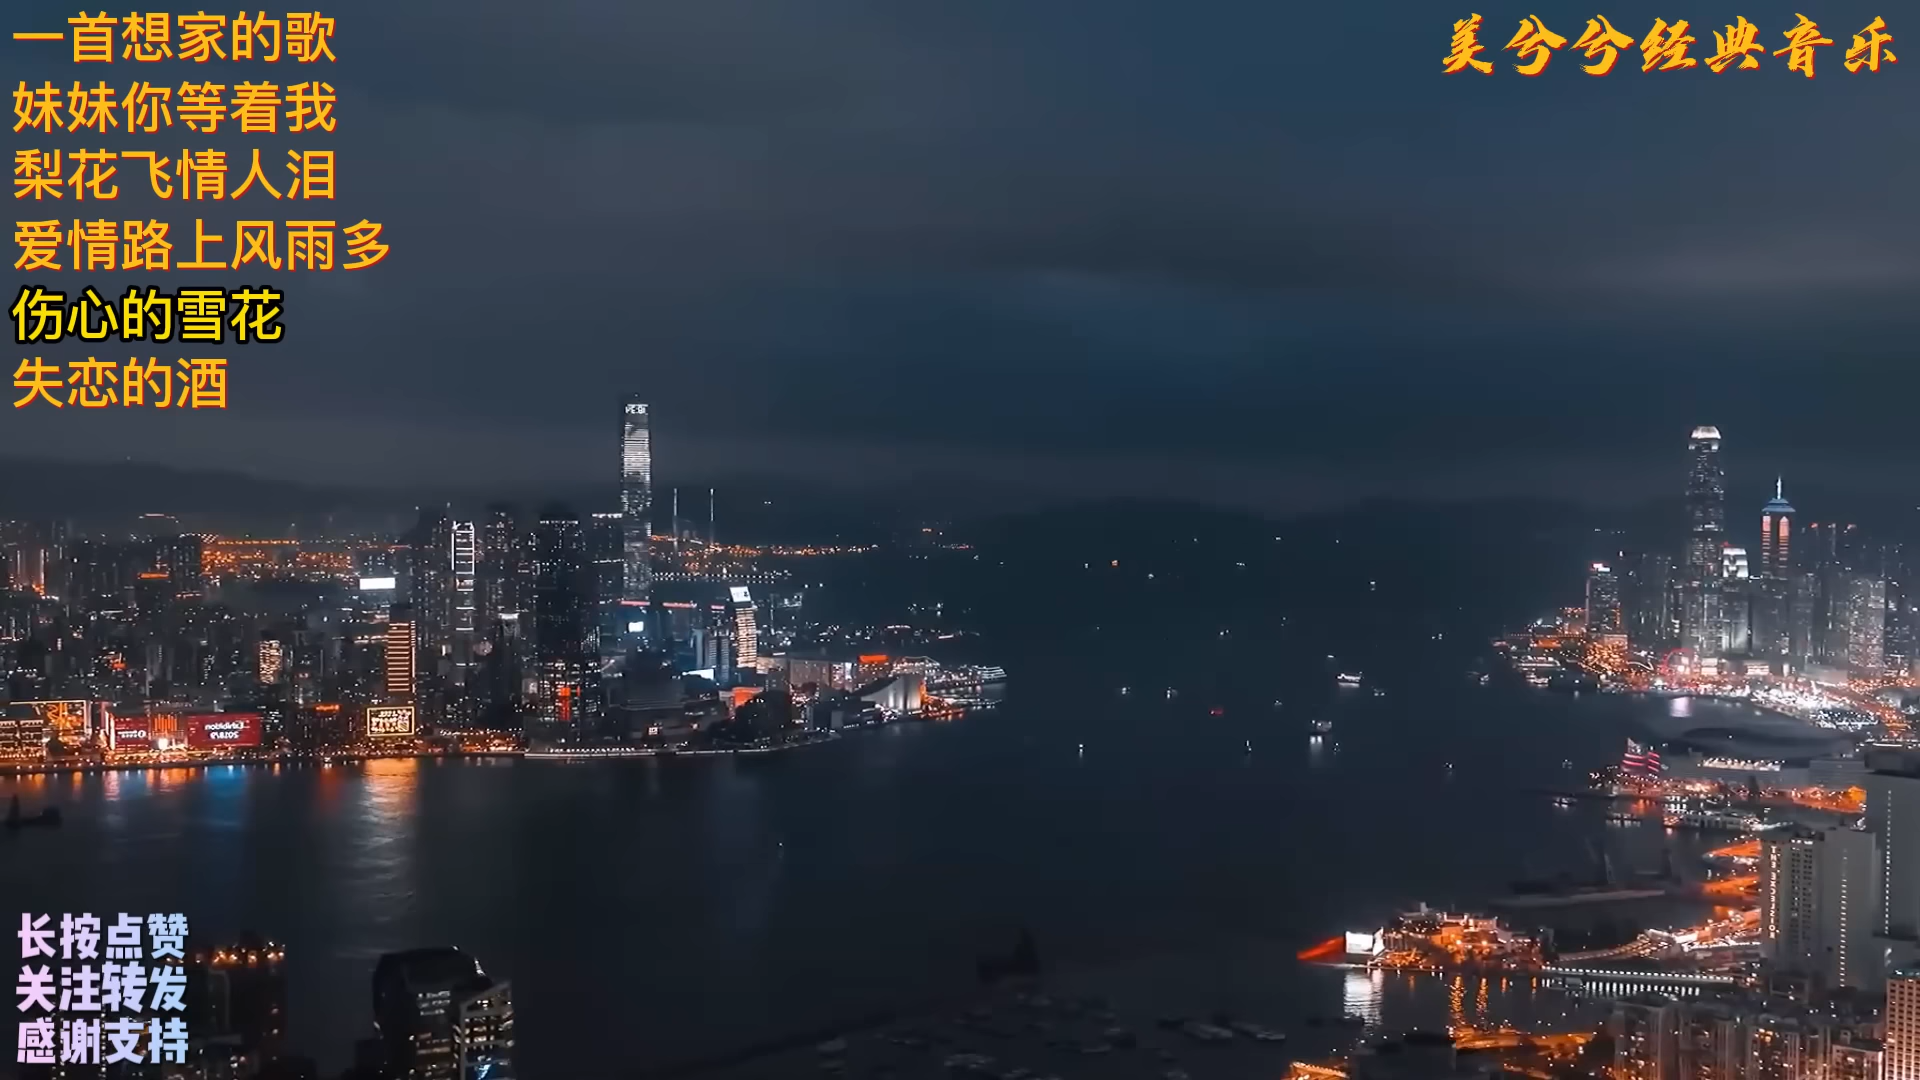 一首想家的歌
美兮兮经典音乐
妹妹你等着我
梨花飞情人泪
爱情路上风雨多
伤心的雪花
失恋的酒
THE EXCELSIOR
长按点赞
关注转发
感谢支持